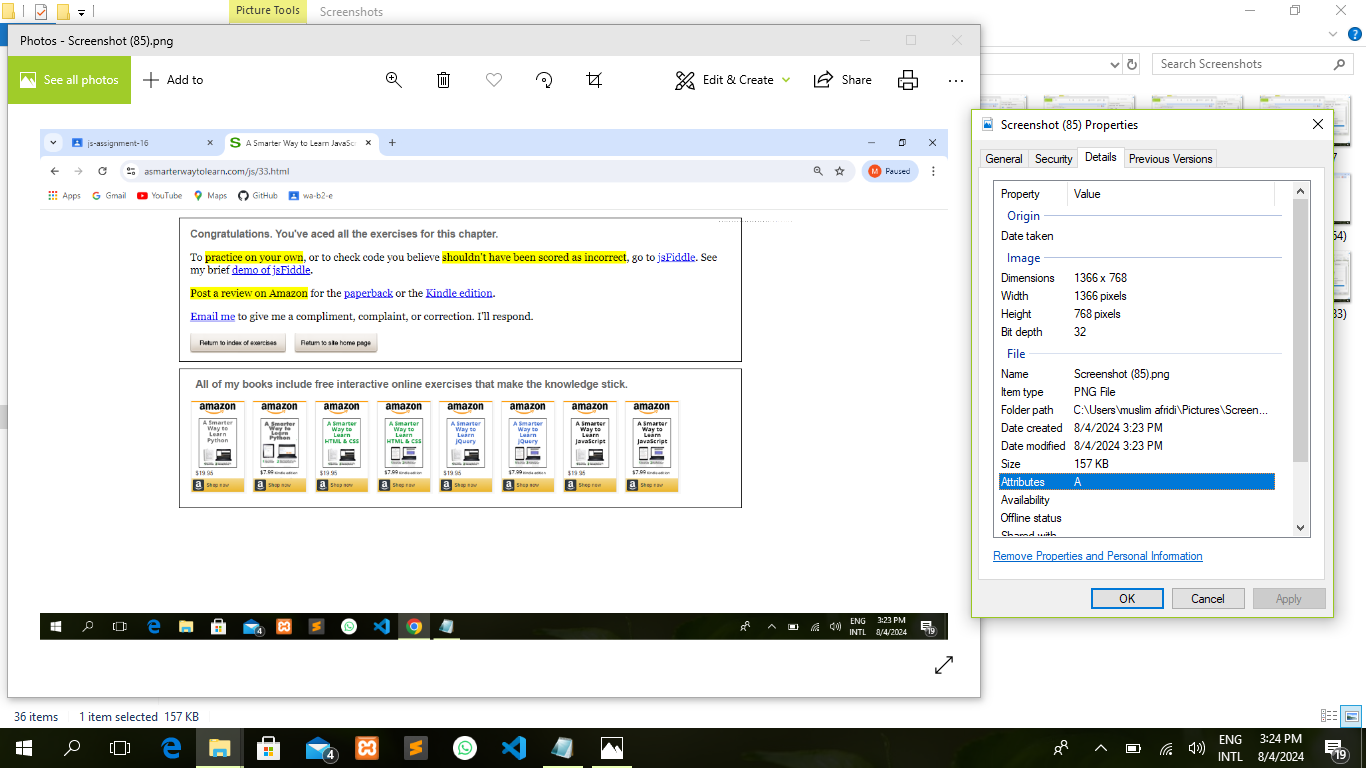 Picture Tools
Screenshots
Photos - Screenshot (85).png
See all photos
Add to
Edit & Create
Share
Search Screenshots
js-assignment-16
A Smarter Way to Learn JavaSc
asmarterwaytolearn.com/js/33.html
M
Paused
Apps
Gmail
YouTube
Maps
GitHub
wa-b2-e
Congratulations. You've aced all the exercises for this chapter.
To practice on your own, or to check code you believe shouldn't have been scored as incorrect, go to jsFiddle. See
my brief demo of jsFiddle.
Post a review on Amazon for the paperback or the Kindle edition.
Email me to give me a compliment, complaint, or correction. I'll respond.
Return to index of exercises
Return to site home page
All of my books include free interactive online exercises that make the knowledge stick.
amazon
A Smarter
Way to
Learn
Python
$19.95
Shop now
amazon
A Smarter
Way to
Learn
Python
$7.99 Kindle edition
Shop now
amazon
A Smarter
Way to
Learn
HTML & CSS
$19.95
Shop now
amazon
A Smarter
Way to
Learn
HTML & CSS
$7.99 Kindle edition
Shop now
amazon
A Smarter
Way to
Learn
jQuery
$19.95
Shop now
amazon
A Smarter
Way to
Learn
jQuery
$7.99 Kindle edition
Shop now
amazon
A Smarter
Way to
Learn
JavaScript
$19.95
Shop now
amazon
A Smarter
Way to
Learn
JavaScript
$7.99 Kindle edition
Shop now
4
ENG
INTL
3:23 PM
8/4/2024
19
Screenshot (85) Properties
General
Security
Details
Previous Versions
Property Value
Origin
Date taken
Image
Dimensions 1366 x 768
Width 1366 pixels
Height 768 pixels
Bit depth 32
File
Name Screenshot (85).png
Item type PNG File
Folder path C:\Users\muslim afridi\Pictures\Screen...
Date created 8/4/2024 3:23 PM
Date modified 8/4/2024 3:23 PM
Size 157 KB
Attributes A
Availability
Offline status
Shared with
Remove Properties and Personal Information
OK
Cancel
Apply
36 items
1 item selected 157 KB
4
ENG
INTL
3:24 PM
8/4/2024
19